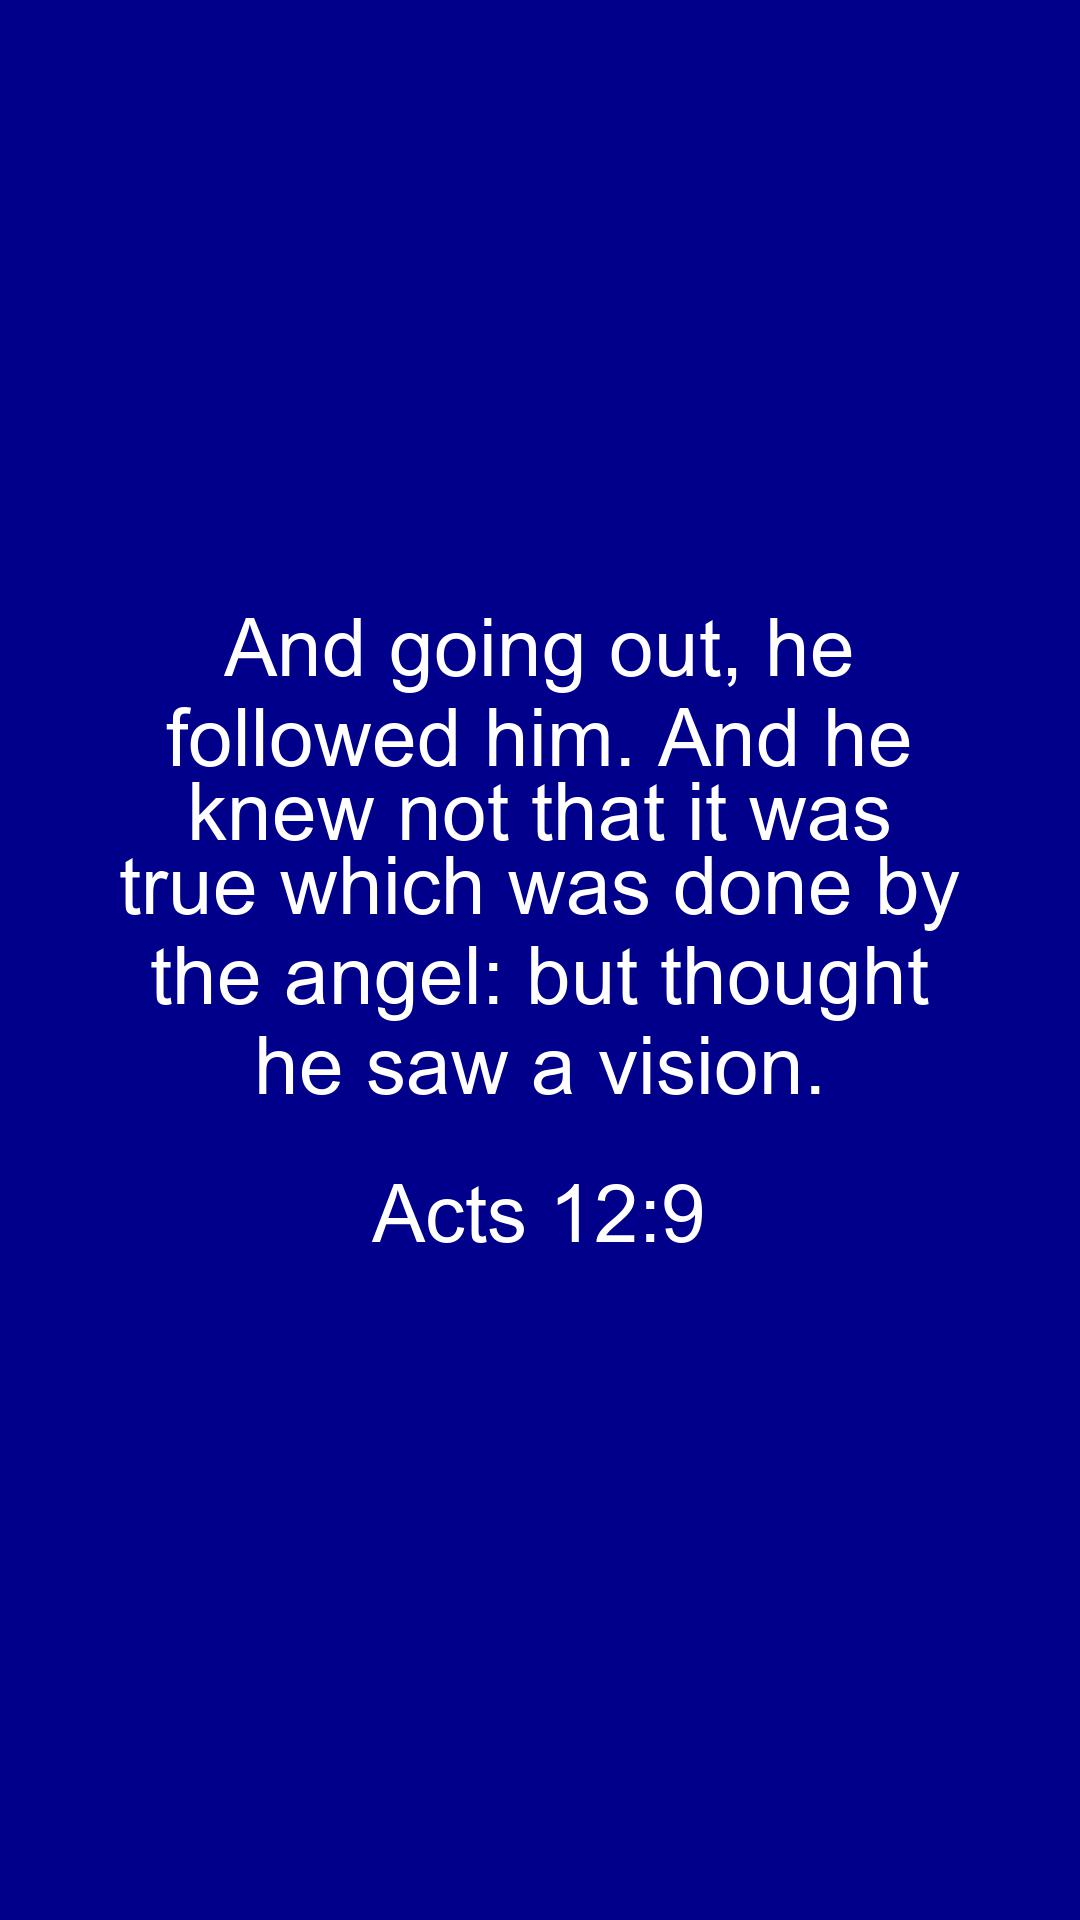 And going out, he
followed him. And he
knew not that it was
true which was done by
the angel: but thought
he saw a vision.
Acts 12:9